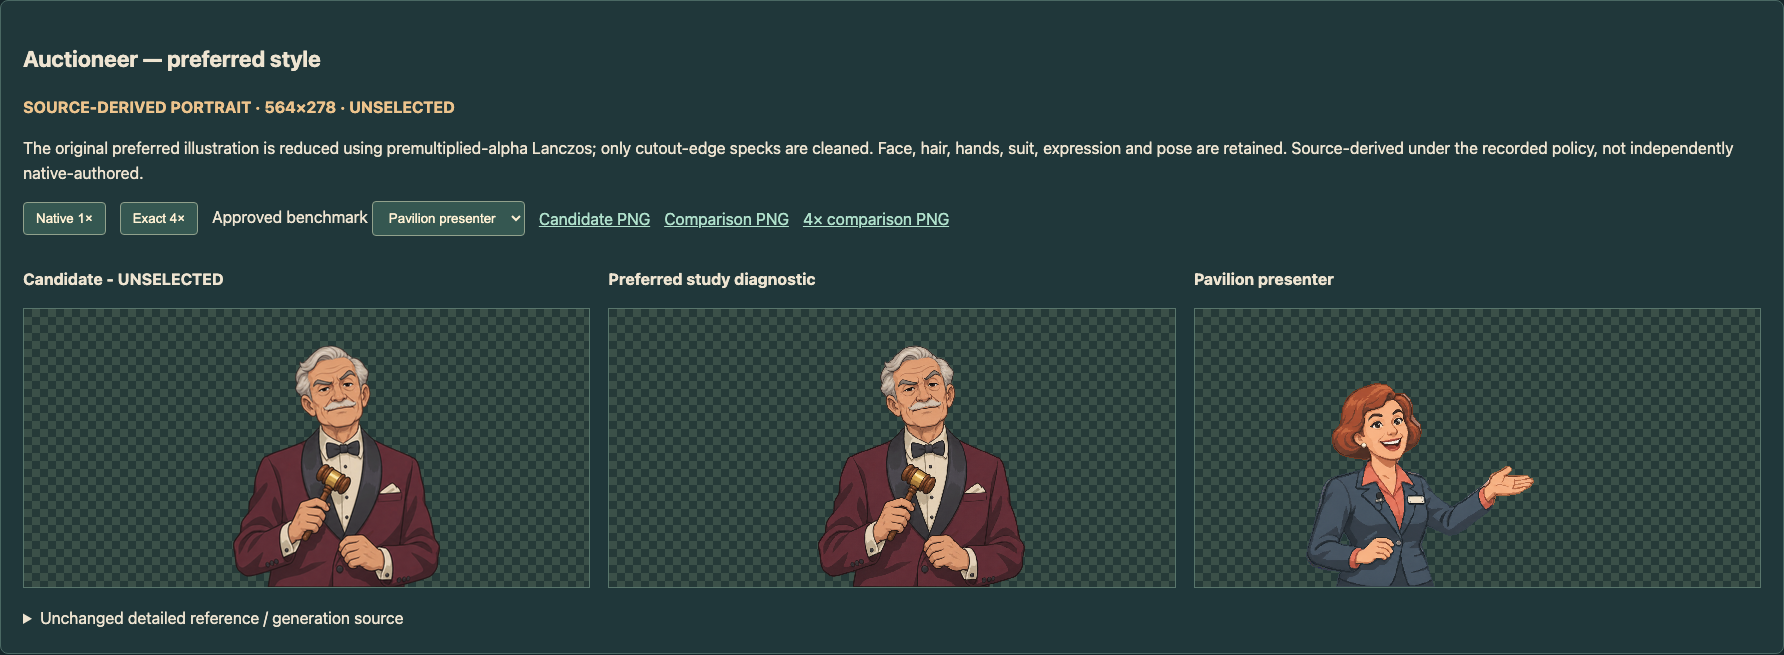 Auctioneer — preferred style
SOURCE-DERIVED PORTRAIT · 564×278 · UNSELECTED
The original preferred illustration is reduced using premultiplied-alpha Lanczos; only cutout-edge specks are cleaned. Face, hair, hands, suit, expression and pose are retained. Source-derived under the recorded policy, not independently
native-authored.
Native 1× Exact 4× Approved benchmark Pavilion presenter Candidate PNG Comparison PNG 4× comparison PNG
Candidate - UNSELECTED Preferred study diagnostic Pavilion presenter
Unchanged detailed reference / generation source